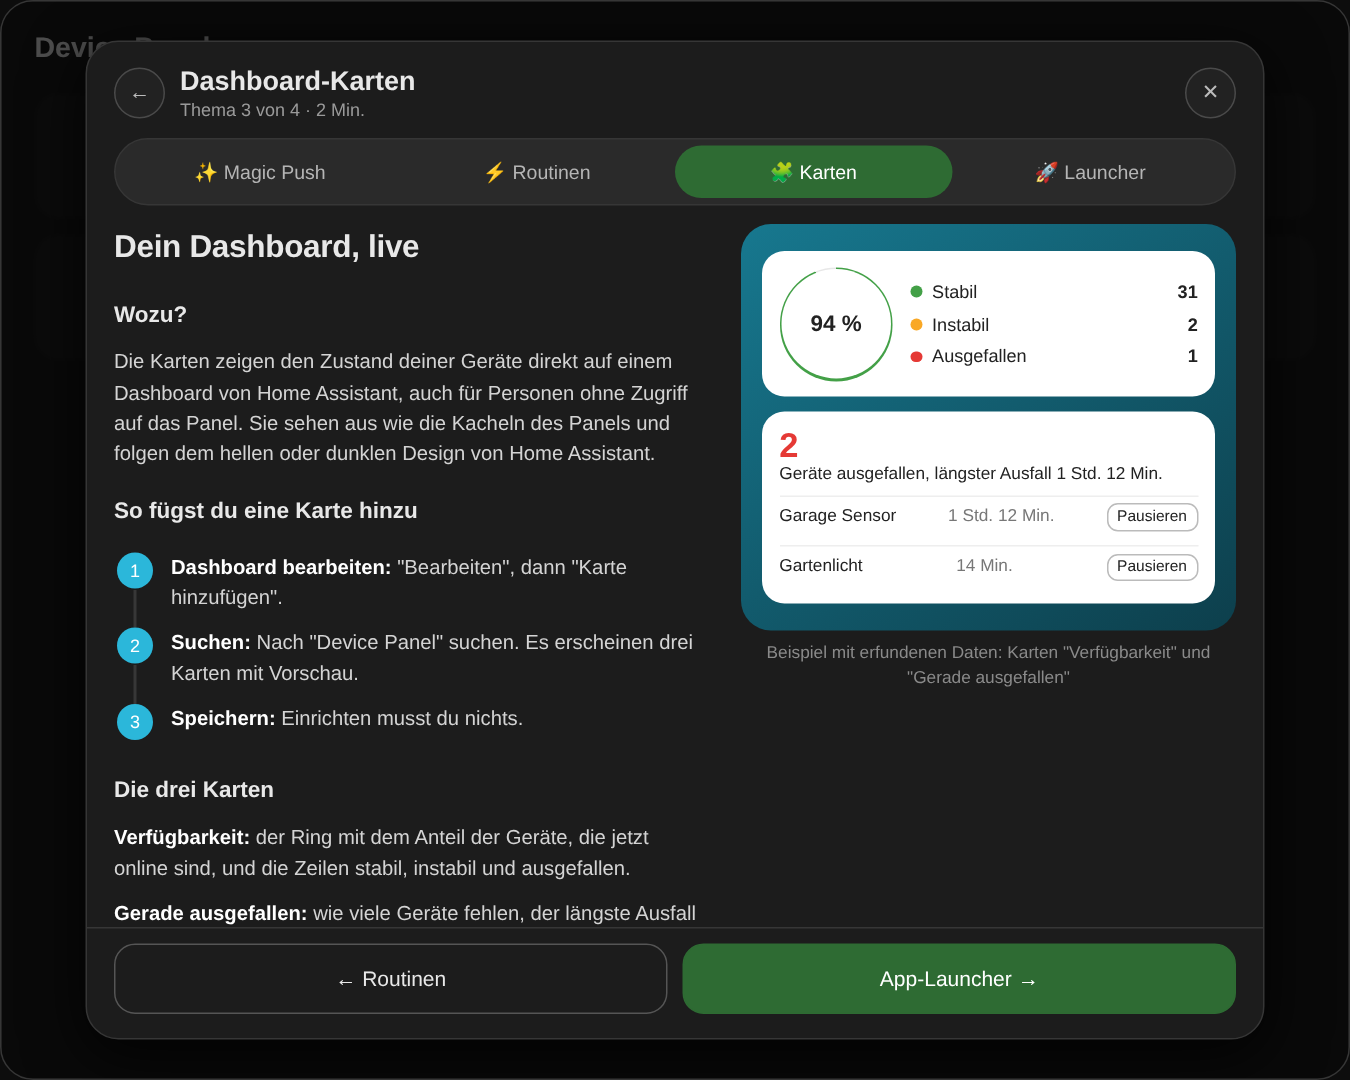 Dashboard-Karten
Thema 3 von 4 · 2 Min.
✨ Magic Push
⚡ Routinen
🧩 Karten
🚀 Launcher
Dein Dashboard, live
Wozu?
Die Karten zeigen den Zustand deiner Geräte direkt auf einem
Dashboard von Home Assistant, auch für Personen ohne Zugriff
auf das Panel. Sie sehen aus wie die Kacheln des Panels und
folgen dem hellen oder dunklen Design von Home Assistant.
So fügst du eine Karte hinzu
1 Dashboard bearbeiten: "Bearbeiten", dann "Karte
hinzufügen".
2 Suchen: Nach "Device Panel" suchen. Es erscheinen drei
Karten mit Vorschau.
3 Speichern: Einrichten musst du nichts.
Die drei Karten
Verfügbarkeit: der Ring mit dem Anteil der Geräte, die jetzt
online sind, und die Zeilen stabil, instabil und ausgefallen.
Gerade ausgefallen: wie viele Geräte fehlen, der längste Ausfall
94 %
Stabil 31
Instabil 2
Ausgefallen 1
2
Geräte ausgefallen, längster Ausfall 1 Std. 12 Min.
Garage Sensor 1 Std. 12 Min. Pausieren
Gartenlicht 14 Min. Pausieren
Beispiel mit erfundenen Daten: Karten "Verfügbarkeit" und
"Gerade ausgefallen"
← Routinen
App-Launcher →